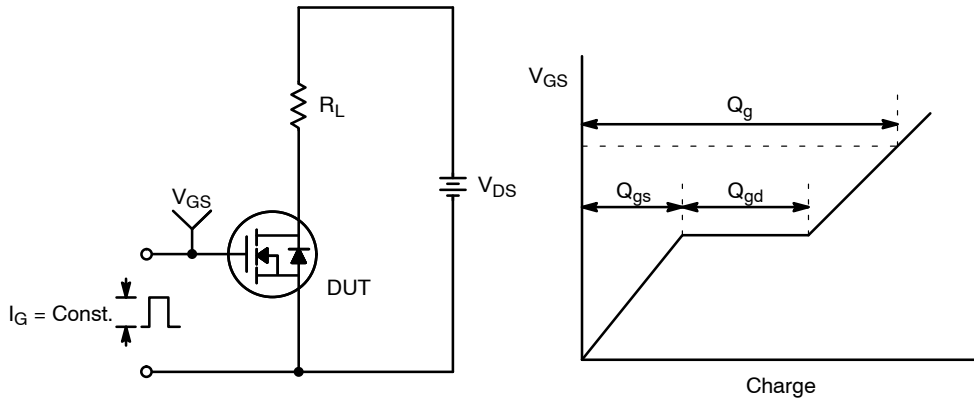 R_L
V_GS
V_DS
DUT
I_G = Const.
V_GS
Q_g
Q_gs
Q_gd
Charge